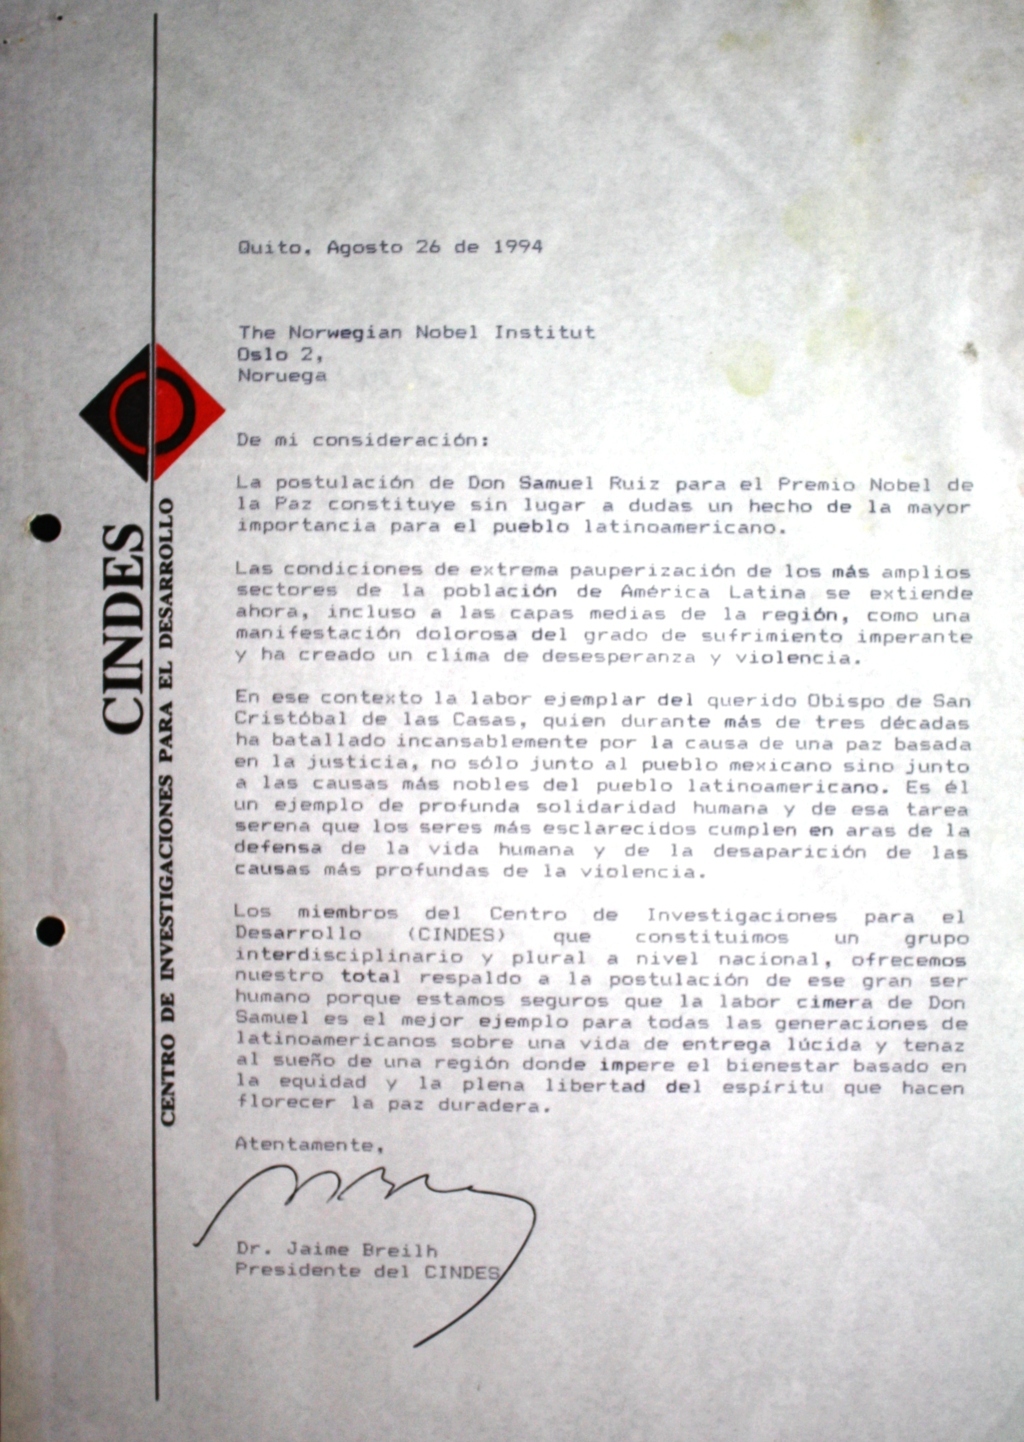 Quito, Agosto 26 de 1994
The Norwegian Nobel Institut
Oslo 2,
Noruega
De mi consideración:
La postulación de Don Samuel Ruiz para el Premio Nobel de
la Paz constituye sin lugar a dudas un hecho de la mayor
importancia para el pueblo latinoamericano.
Las condiciones de extrema pauperización de los más amplios
sectores de la población de América Latina se extiende
ahora, incluso a las capas medias de la región, como una
manifestación dolorosa del grado de sufrimiento imperante
y ha creado un clima de desesperanza y violencia.
En ese contexto la labor ejemplar del querido Obispo de San
Cristóbal de las Casas, quien durante más de tres décadas
ha batallado incansablemente por la causa de una paz basada
en la justicia, no sólo junto al pueblo mexicano sino junto
a las causas más nobles del pueblo latinoamericano. Es él
un ejemplo de profunda solidaridad humana y de esa tarea
serena que los seres más esclarecidos cumplen en aras de la
defensa de la vida humana y de la desaparición de las
causas más profundas de la violencia.
Los miembros del Centro de Investigaciones para el
Desarrollo (CINDES) que constituimos un grupo
interdisciplinario y plural a nivel nacional, ofrecemos
nuestro total respaldo a la postulación de ese gran ser
humano porque estamos seguros que la labor cimera de Don
Samuel es el mejor ejemplo para todas las generaciones de
latinoamericanos sobre una vida de entrega lúcida y tenaz
al sueño de una región donde impere el bienestar basado en
la equidad y la plena libertad del espíritu que hacen
florecer la paz duradera.
Atentamente,
Dr. Jaime Breilh
Presidente del CINDES
CINDES
CENTRO DE INVESTIGACIONES PARA EL DESARROLLO